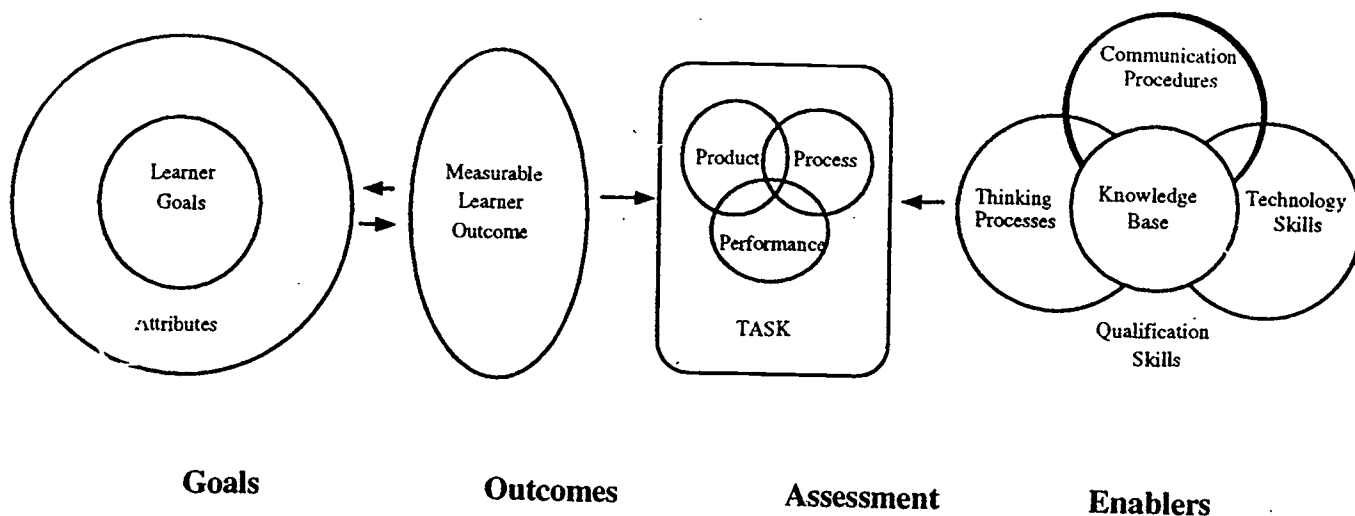 Learner
Goals
Attributes
Measurable
Learner
Outcome
Product
Process
Performance
TASK
Communication
Procedures
Thinking
Processes
Knowledge
Base
Technology
Skills
Qualification
Skills
Goals
Outcomes
Assessment
Enablers